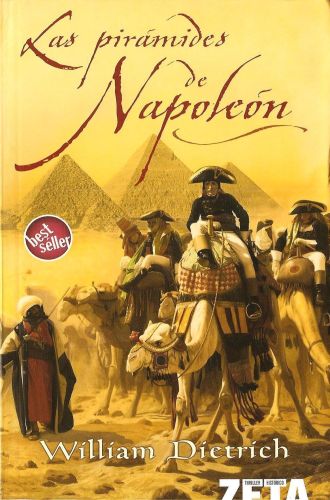 Las pirámides
de
Napoleón
best
seller
William Dietrich
THRILLER HISTÓRICO
ZETA